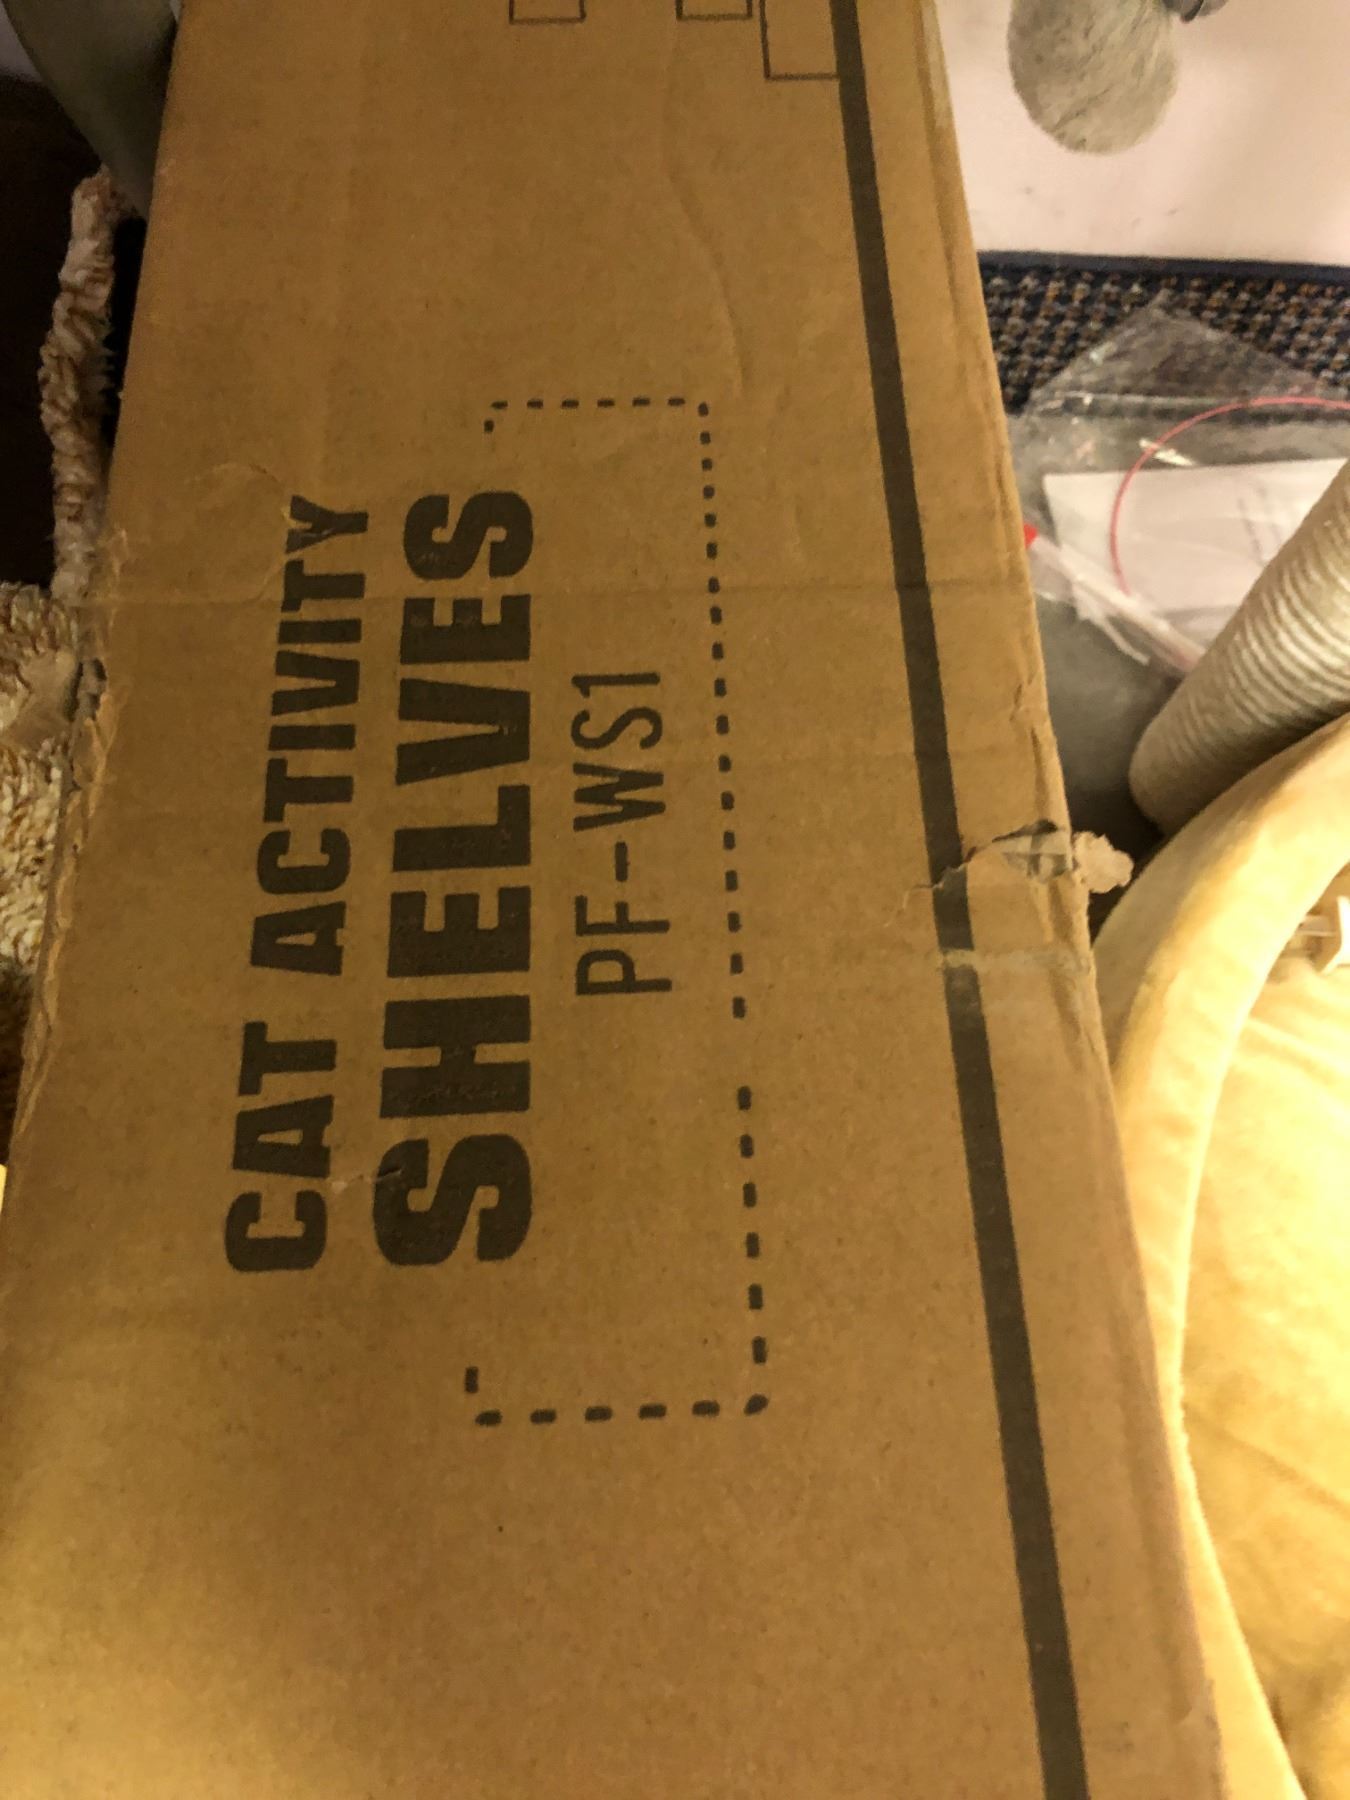 CAT ACTIVITY
SHELVES
PF-WS1